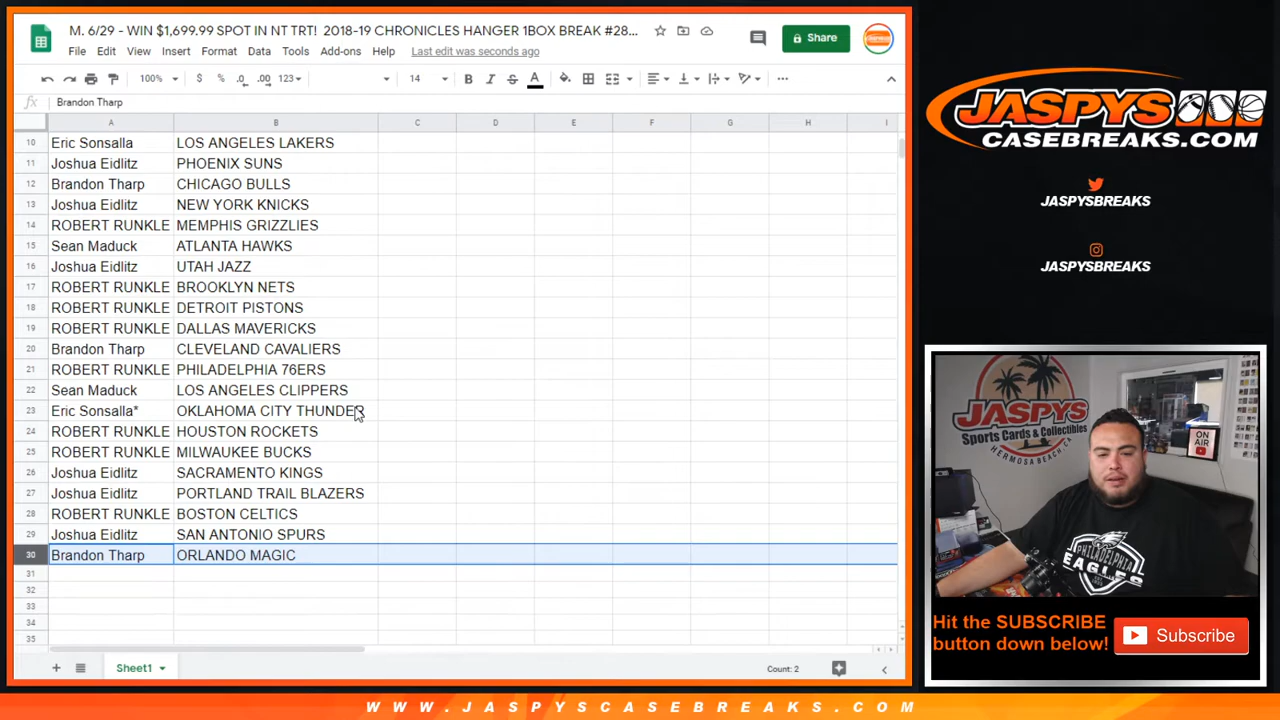 M. 6/29 - WIN $1,699.99 SPOT IN NT TRT! 2018-19 CHRONICLES HANGER 1BOX BREAK #28...
File Edit View Insert Format Data Tools Add-ons Help Last edit was seconds ago
Share
100% $ % .0 .00 123 14 B I S A
fx Brandon Tharp
A B C D E F G H I
10 Eric Sonsalla LOS ANGELES LAKERS
11 Joshua Eidlitz PHOENIX SUNS
12 Brandon Tharp CHICAGO BULLS
13 Joshua Eidlitz NEW YORK KNICKS
14 ROBERT RUNKLE MEMPHIS GRIZZLIES
15 Sean Maduck ATLANTA HAWKS
16 Joshua Eidlitz UTAH JAZZ
17 ROBERT RUNKLE BROOKLYN NETS
18 ROBERT RUNKLE DETROIT PISTONS
19 ROBERT RUNKLE DALLAS MAVERICKS
20 Brandon Tharp CLEVELAND CAVALIERS
21 ROBERT RUNKLE PHILADELPHIA 76ERS
22 Sean Maduck LOS ANGELES CLIPPERS
23 Eric Sonsalla* OKLAHOMA CITY THUNDER
24 ROBERT RUNKLE HOUSTON ROCKETS
25 ROBERT RUNKLE MILWAUKEE BUCKS
26 Joshua Eidlitz SACRAMENTO KINGS
27 Joshua Eidlitz PORTLAND TRAIL BLAZERS
28 ROBERT RUNKLE BOSTON CELTICS
29 Joshua Eidlitz SAN ANTONIO SPURS
30 Brandon Tharp ORLANDO MAGIC
31
32
33
34
35
Sheet1
Count: 2
JASPYS
CASEBREAKS.COM
JASPYSBREAKS
JASPYSBREAKS
JASPYS
Sports Cards & Collectibles
HERMOSA BEACH, CA
ON AIR
PHILADELPHIA
EAGLES
Hit the SUBSCRIBE
button down below!
Subscribe
WWW.JASPYSCASEBREAKS.COM